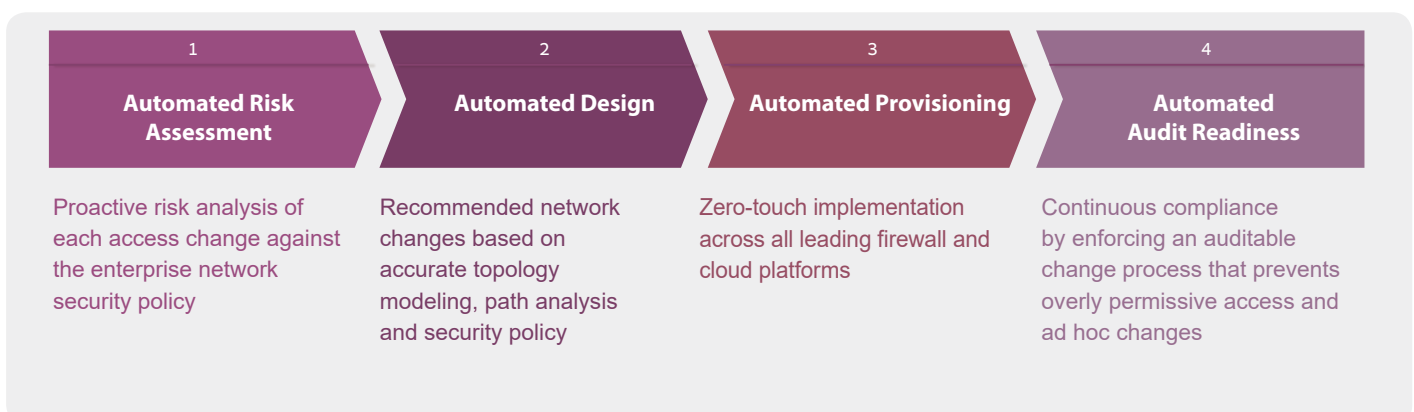 1
Automated Risk
Assessment
Proactive risk analysis of
each access change against
the enterprise network
security policy
2
Automated Design
Recommended network
changes based on
accurate topology
modeling, path analysis
and security policy
3
Automated Provisioning
Zero-touch implementation
across all leading firewall and
cloud platforms
4
Automated
Audit Readiness
Continuous compliance
by enforcing an auditable
change process that prevents
overly permissive access and
ad hoc changes